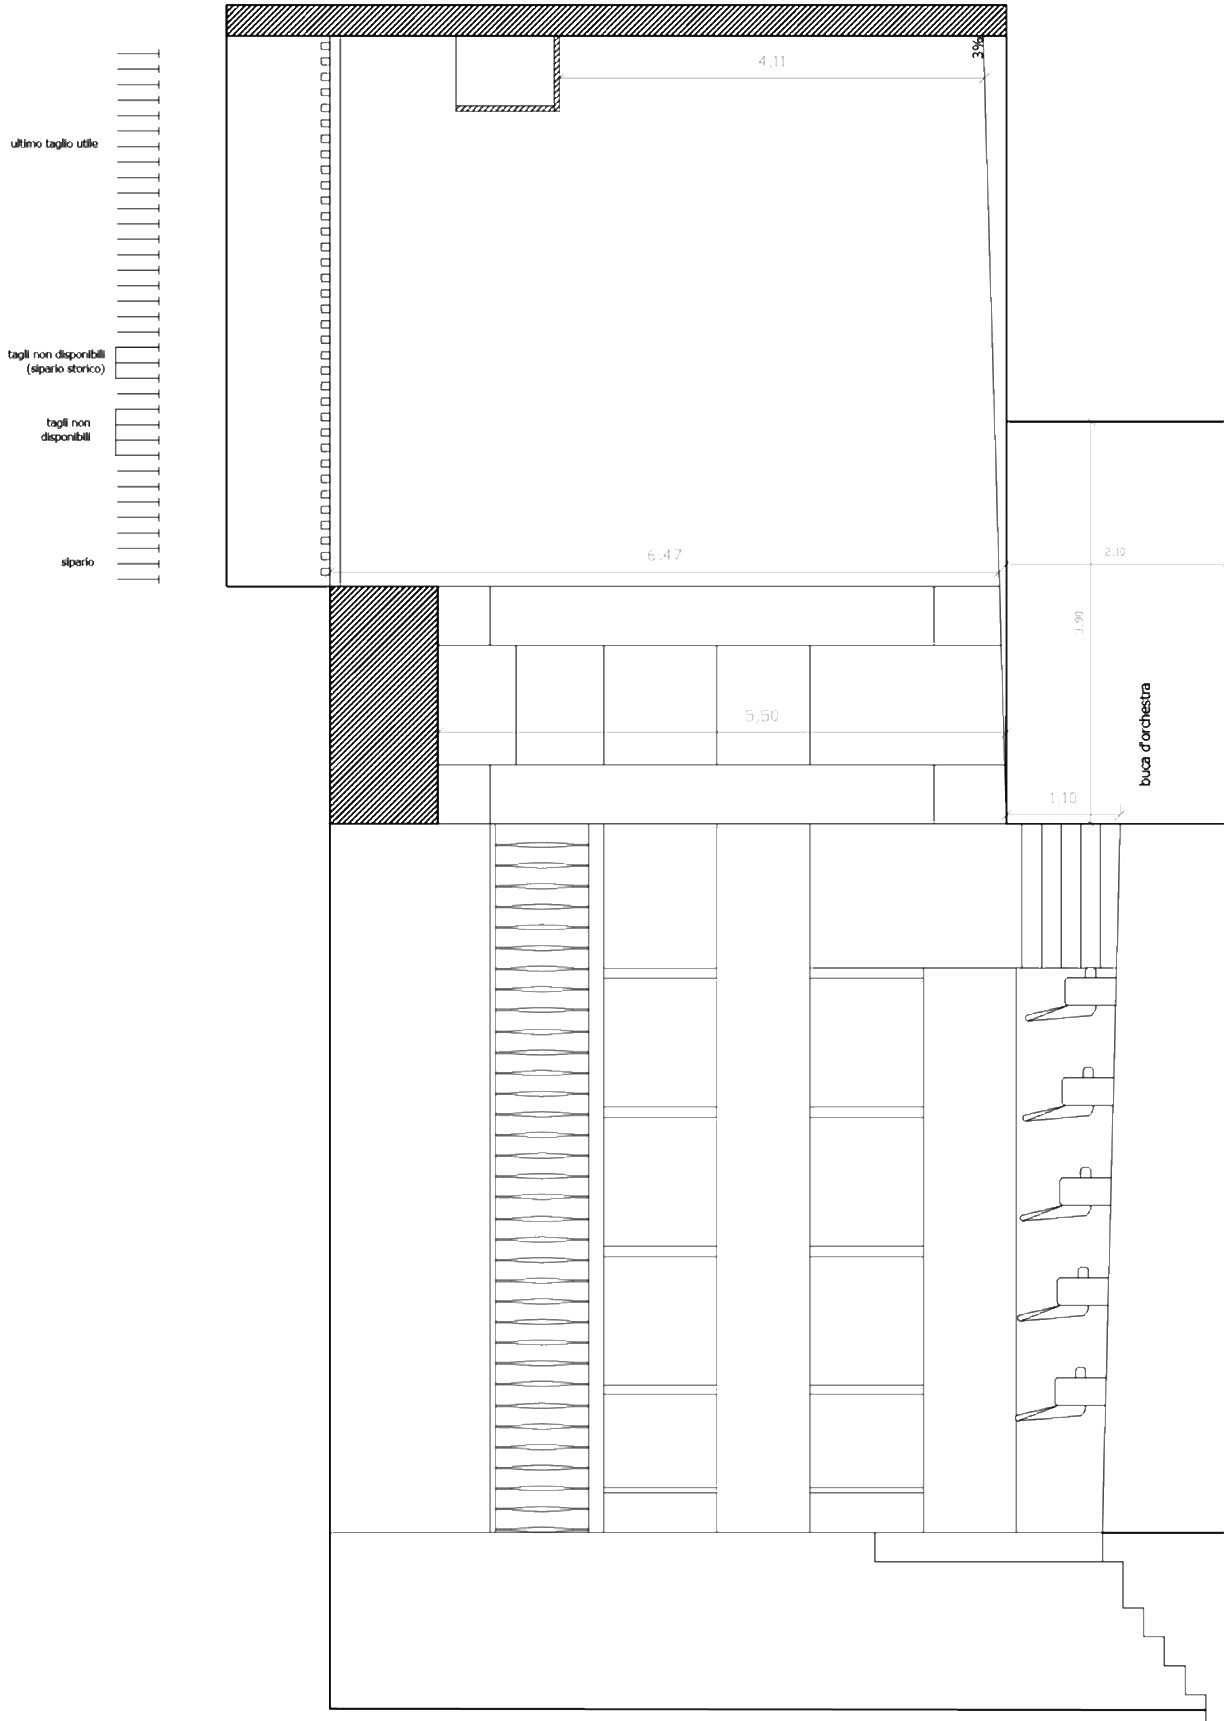 3%
4,11
ultimo taglio utile
tagli non disponibili
(sipario storico)
tagli non
disponibili
sipario
6.47
2.10
3.90
5,50
buca d'orchestra
1,10